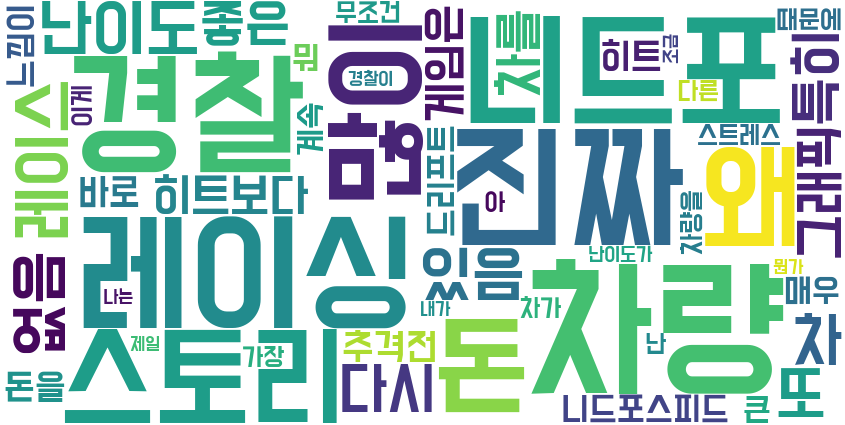 느낌이
난이도
좋은
무조건
뭐
경찰이
경찰
이게
계속
레이스
이
맵
게임은
차를
니드포
히트
조금
다른
때문에
특히
스트레스
그래픽
바로
히트보다
드리프트
진짜
아
왜
차량을
없음
나는
레이싱
있음
내가
난이도가
뭔가
매우
차가
차량
차
제일
가장
추격전
돈
난
돈을
스토리
다시
니드포스피드
큰
또